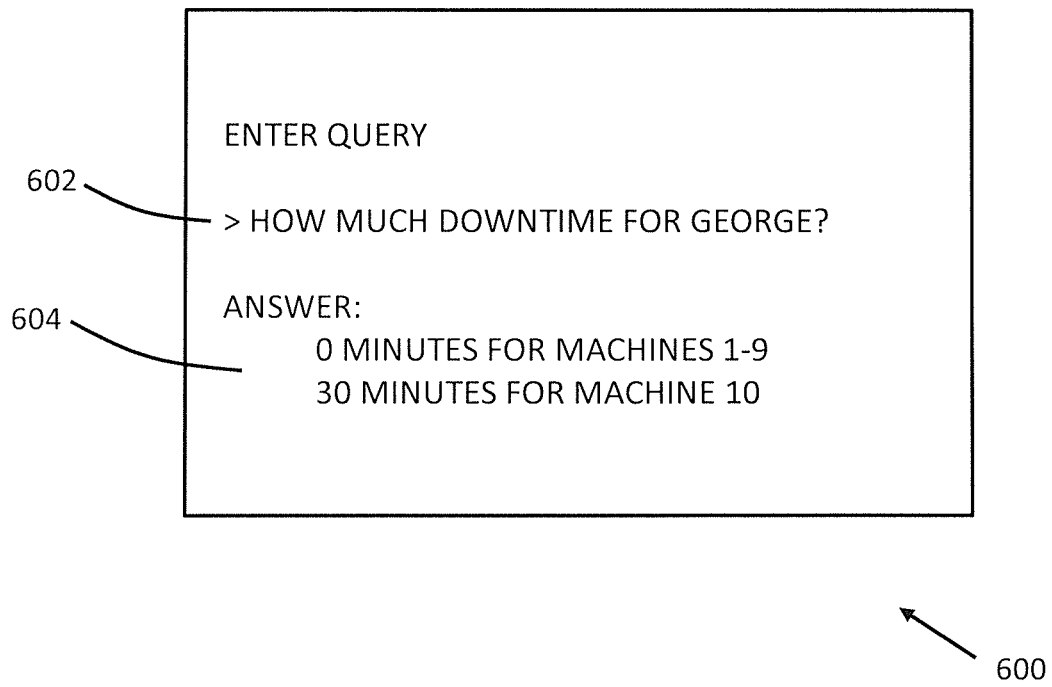 ENTER QUERY
602
> HOW MUCH DOWNTIME FOR GEORGE?
ANSWER:
604
0 MINUTES FOR MACHINES 1-9
30 MINUTES FOR MACHINE 10
600